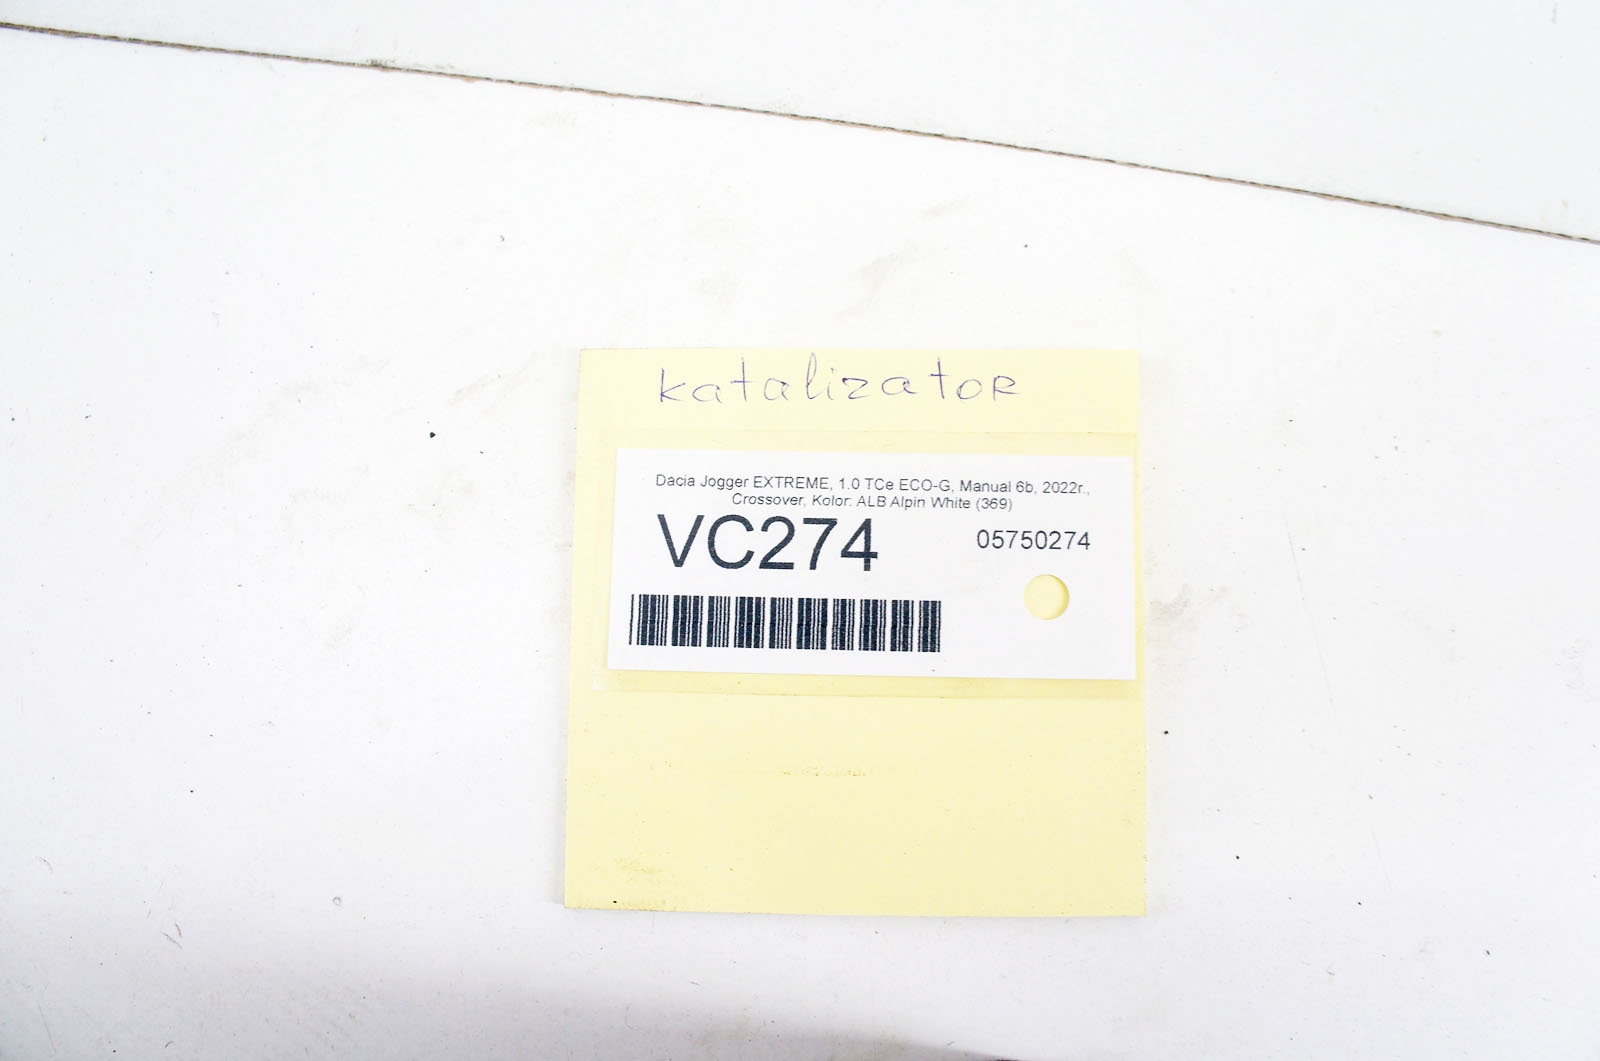 katalizator
Dacia Jogger EXTREME, 1.0 TCe ECO-G, Manual 6b, 2022r.,
Crossover, Kolor: ALB Alpin White (369)
VC274
05750274